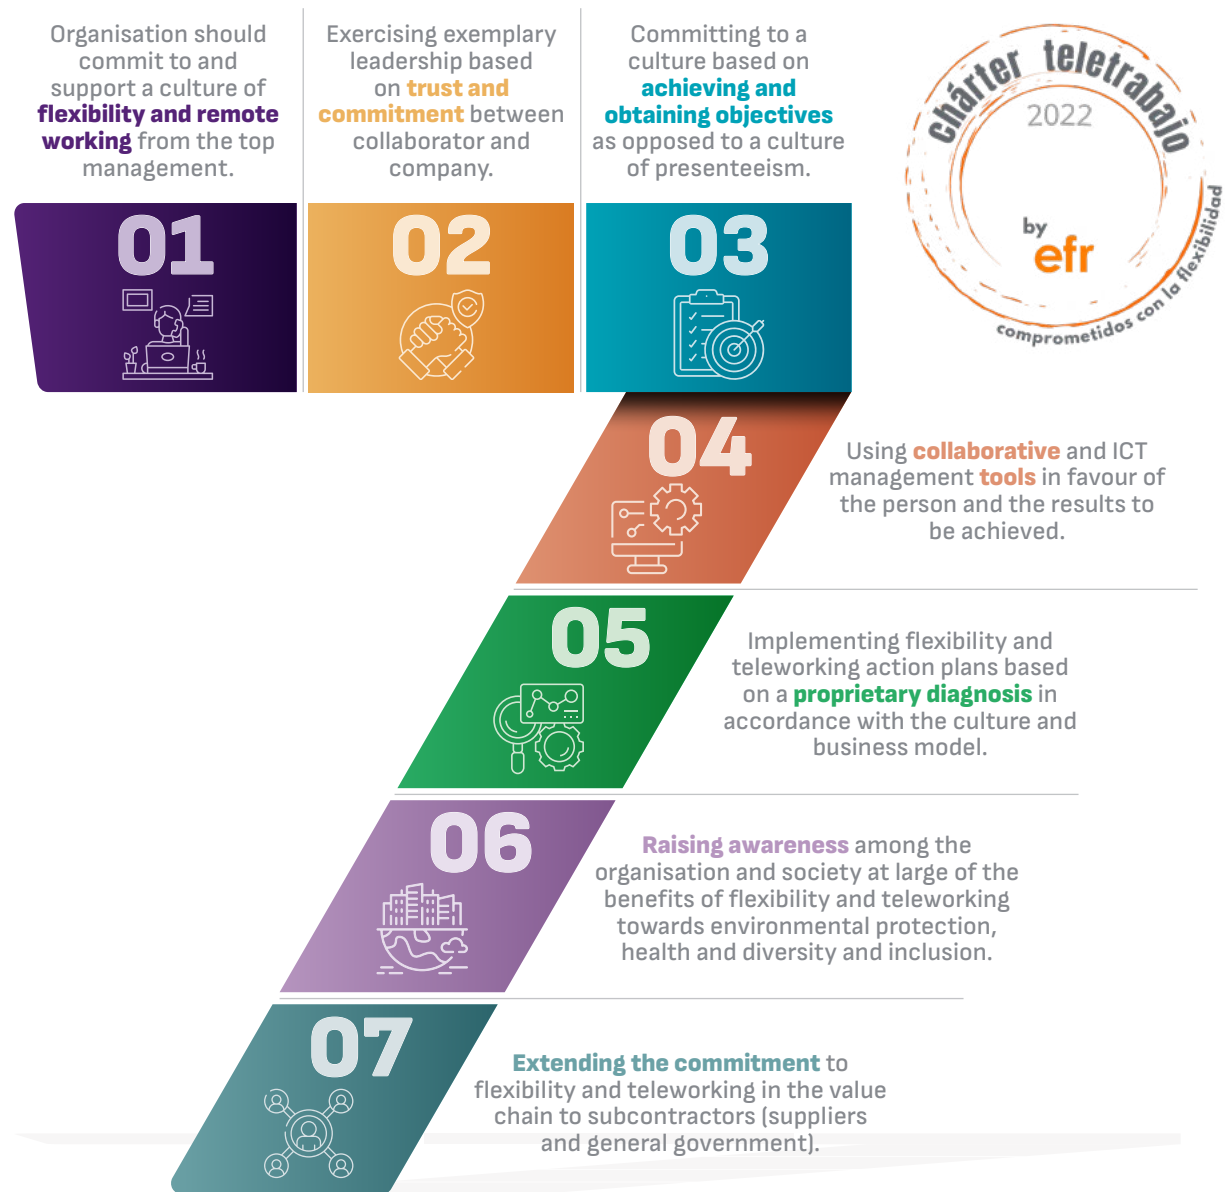 Organisation should
commit to and
support a culture of
flexibility and remote
working from the top
management.
01
Exercising exemplary
leadership based
on trust and
commitment between
collaborator and
company.
02
Committing to a
culture based on
achieving and
obtaining objectives
as opposed to a culture
of presenteeism.
03
chárter teletrabajo
2022
by
efr
comprometidos con la flexibilidad
04
Using collaborative and ICT
management tools in favour of
the person and the results to
be achieved.
05
Implementing flexibility and
teleworking action plans based
on a proprietary diagnosis in
accordance with the culture and
business model.
06
Raising awareness among the
organisation and society at large of the
benefits of flexibility and teleworking
towards environmental protection,
health and diversity and inclusion.
07
Extending the commitment to
flexibility and teleworking in the value
chain to subcontractors (suppliers
and general government).